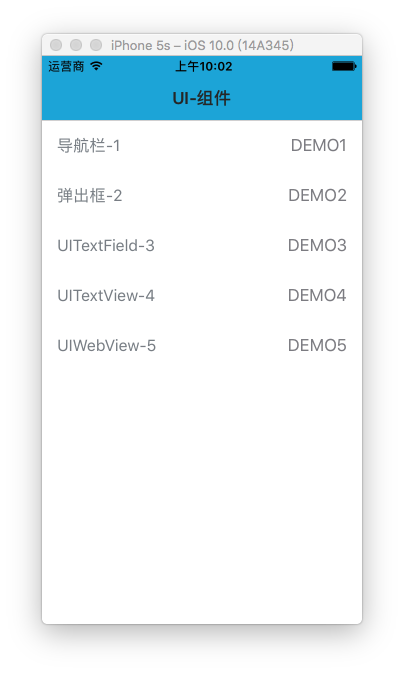 iPhone 5s – iOS 10.0 (14A345)
运营商 上午10:02
UI-组件
导航栏-1 DEMO1
弹出框-2 DEMO2
UITextField-3 DEMO3
UITextView-4 DEMO4
UIWebView-5 DEMO5